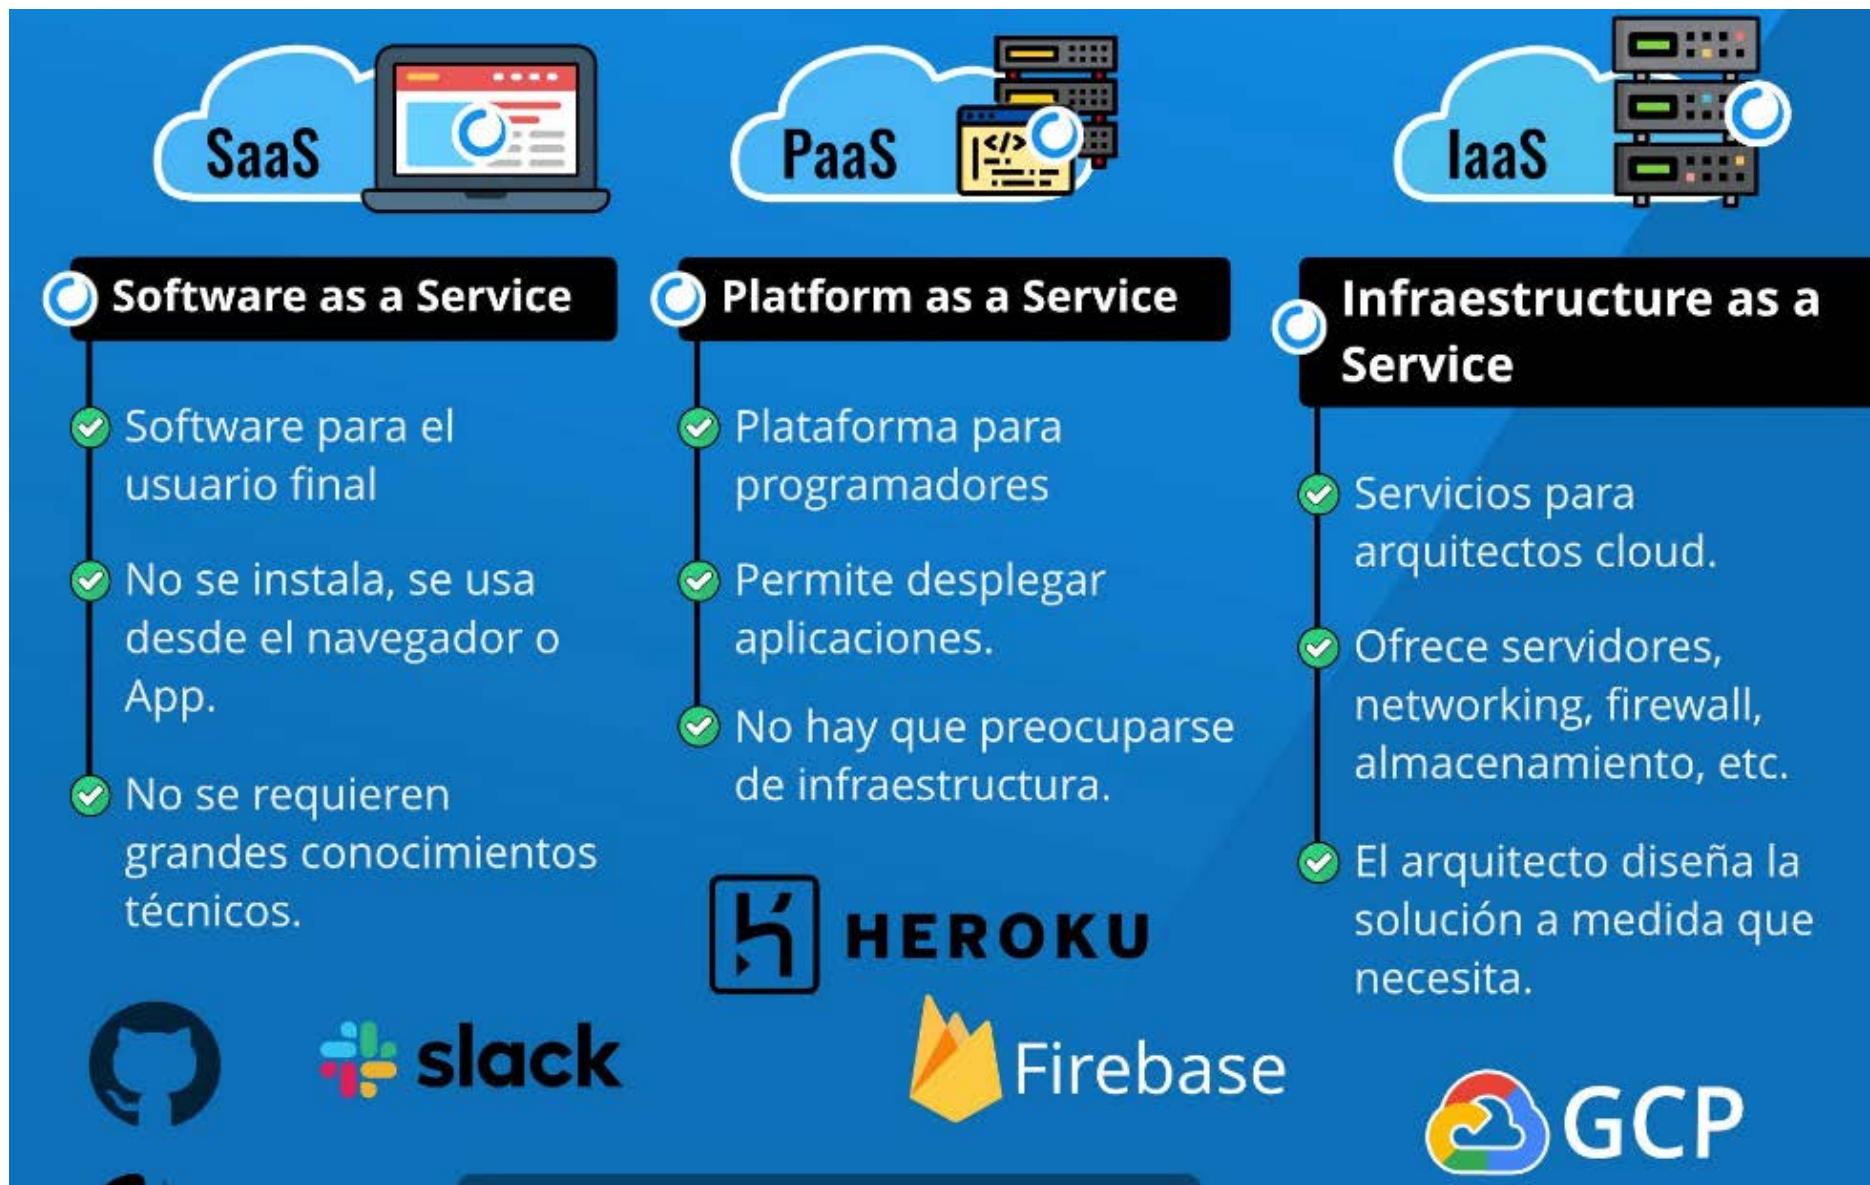 SaaS
PaaS
</>
IaaS
Software as a Service
Software para el
usuario final
No se instala, se usa
desde el navegador o
App.
No se requieren
grandes conocimientos
técnicos.
slack
Platform as a Service
Plataforma para
programadores
Permite desplegar
aplicaciones.
No hay que preocuparse
de infraestructura.
HEROKU
Firebase
Infraestructure as a
Service
Servicios para
arquitectos cloud.
Ofrece servidores,
networking, firewall,
almacenamiento, etc.
El arquitecto diseña la
solución a medida que
necesita.
GCP